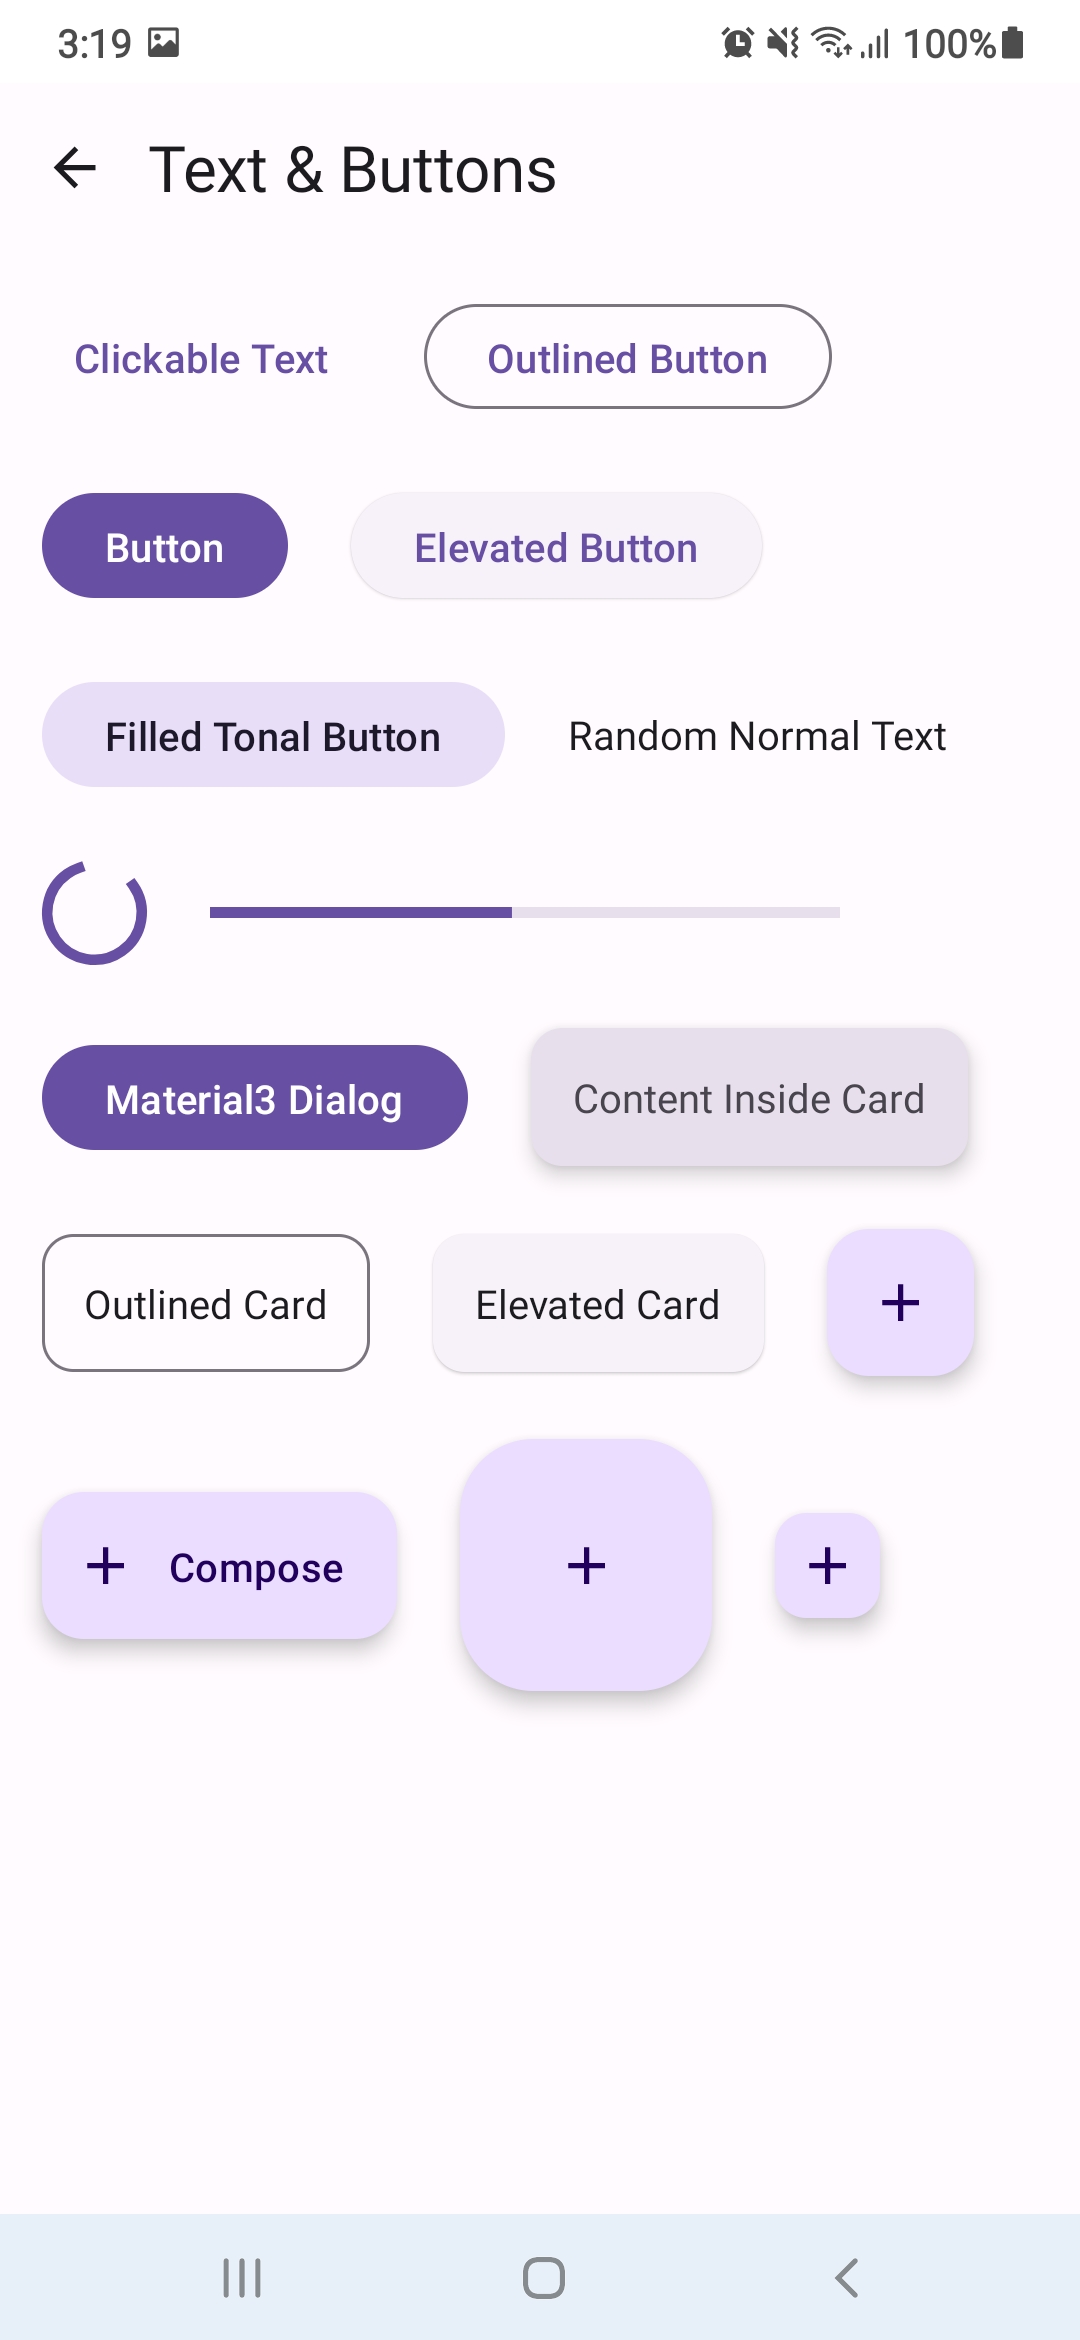 3:19 100%
Text & Buttons
Clickable Text Outlined Button
Button Elevated Button
Filled Tonal Button Random Normal Text
Material3 Dialog Content Inside Card
Outlined Card Elevated Card +
+ Compose + +